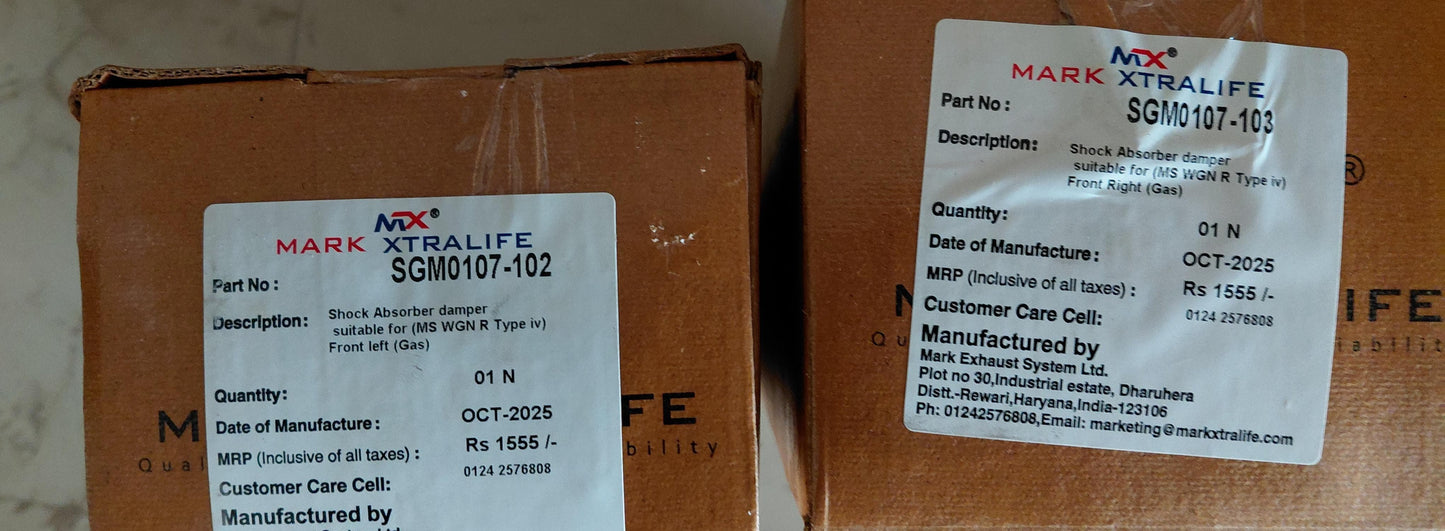 MX®
MARK XTRALIFE
Part No : SGM0107-102
Description: Shock Absorber damper
suitable for (MS WGN R Type iv)
Front left (Gas)
Quantity: 01 N
Date of Manufacture : OCT-2025
MRP (Inclusive of all taxes) : Rs 1555 /-
Customer Care Cell: 0124 2576808
Manufactured by
M
FE
Qual
bility
MX®
MARK XTRALIFE
Part No : SGM0107-103
Description: Shock Absorber damper
suitable for (MS WGN R Type iv)
Front Right (Gas)
Quantity: 01 N
Date of Manufacture : OCT-2025
MRP (Inclusive of all taxes) : Rs 1555 /-
Customer Care Cell: 0124 2576808
Manufactured by
Mark Exhaust System Ltd.
Plot no 30,Industrial estate, Dharuhera
Distt.-Rewari,Haryana,India-123106
Ph: 01242576808,Email: marketing@markxtralife.com
®
IFE
Qu
iabilit